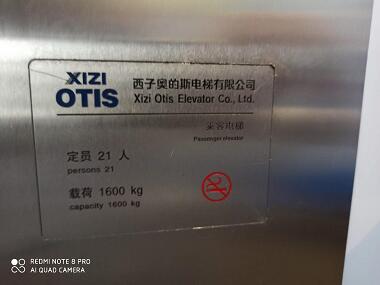 XIZI
OTIS
西子奥的斯电梯有限公司
Xizi Otis Elevator Co., Ltd.
乘客电梯
Passenger elevator
定员 21 人
persons 21
载荷 1600 kg
capacity 1600 kg
REDMI NOTE 8 PRO
AI QUAD CAMERA